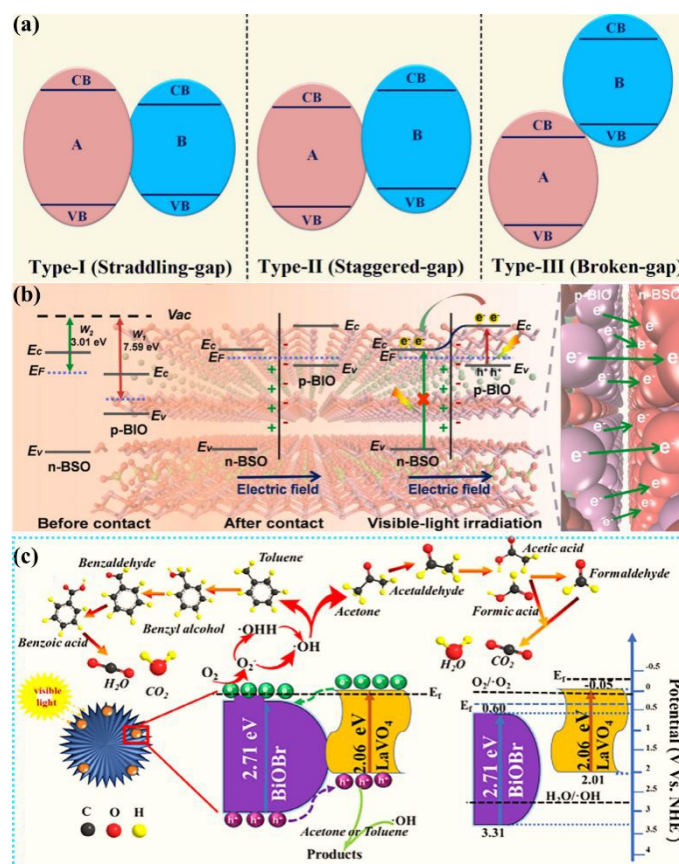 (a)
CB
A
VB
CB
B
VB
Type-I (Straddling-gap)
CB
A
VB
CB
B
VB
Type-II (Staggered-gap)
CB
B
VB
CB
A
VB
Type-III (Broken-gap)
(b)
Vac
W₂
3.01 eV
W₁
7.59 eV
Ec
EF
Ec
Ev
p-BIO
Ev
n-BSO
Before contact
Ec
EF
Ec
Ev
p-BIO
Ev
n-BSO
Electric field
After contact
e⁻ e⁻
Ec
EF
e⁻ e⁻
Ec
h⁺ h⁺
Ev
p-BIO
Ev
n-BSO
Electric field
Visible-light irradiation
p-BIO
n-BSO
e⁻
e⁻
e⁻
e⁻
e⁻
e⁻
e⁻
e⁻
(c)
Benzaldehyde
Toluene
Benzyl alcohol
Benzoic acid
H₂O
CO₂
·OHH
·OH
O₂
O₂⁻
Acetone
Acetaldehyde
Acetic acid
Formic acid
Formaldehyde
H₂O
CO₂
visible
light
C O H
h⁺ h⁺ h⁺ h⁺
2.71 eV
BiOBr
2.06 eV
LaVO₄
Ef
·OH
Acetone or Toluene
Products
O₂/·O₂
Ef
-0.05
Ef
0.60
2.71 eV
BiOBr
3.31
2.06 eV
LaVO₄
2.01
H₂O/·OH
-0.5
0
0.5
1
1.5
2
2.5
3
3.5
4
Potential (V Vs. NHE)